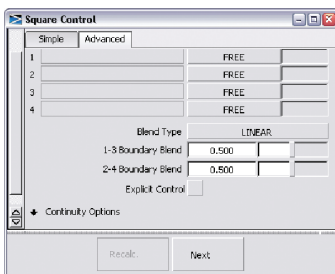 Square Control
Simple Advanced
1 FREE
2 FREE
3 FREE
4 FREE
Blend Type LINEAR
1-3 Boundary Blend 0.500
2-4 Boundary Blend 0.500
Explicit Control
Continuity Options
Recalc. Next